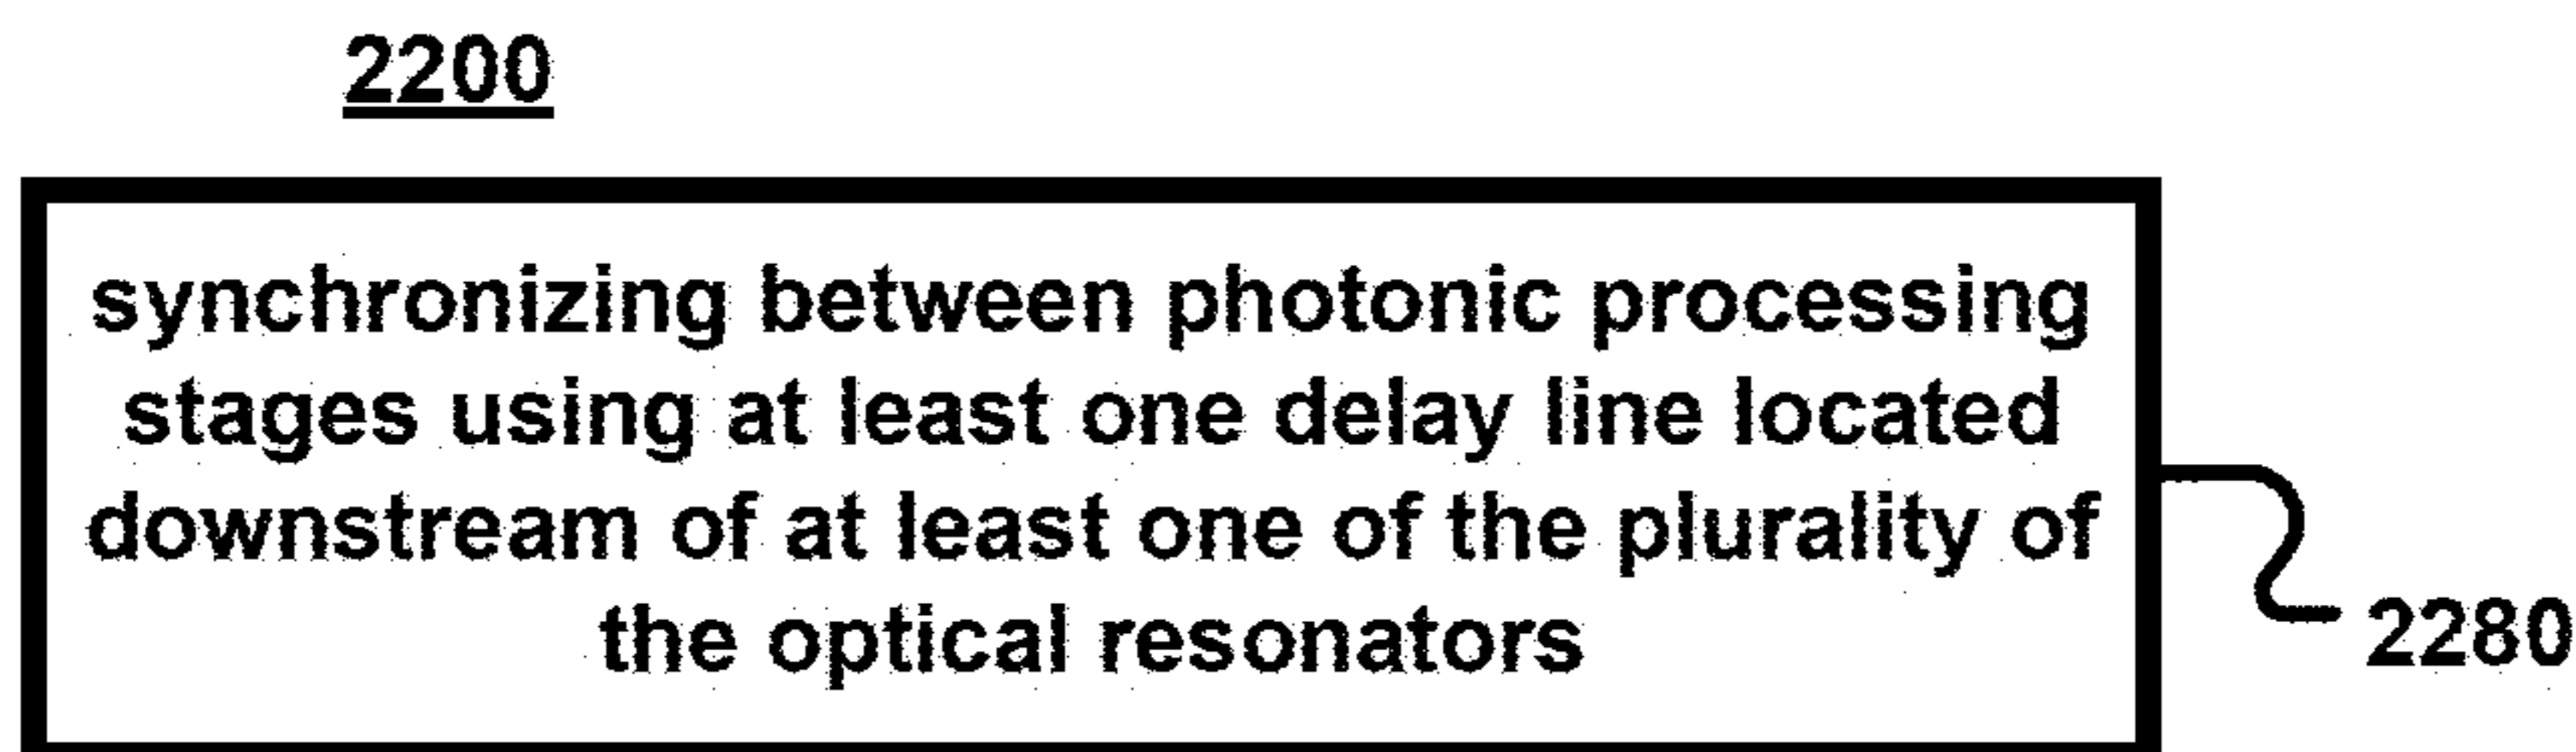 2200
synchronizing between photonic processing
stages using at least one delay line located
downstream of at least one of the plurality of
the optical resonators
2280